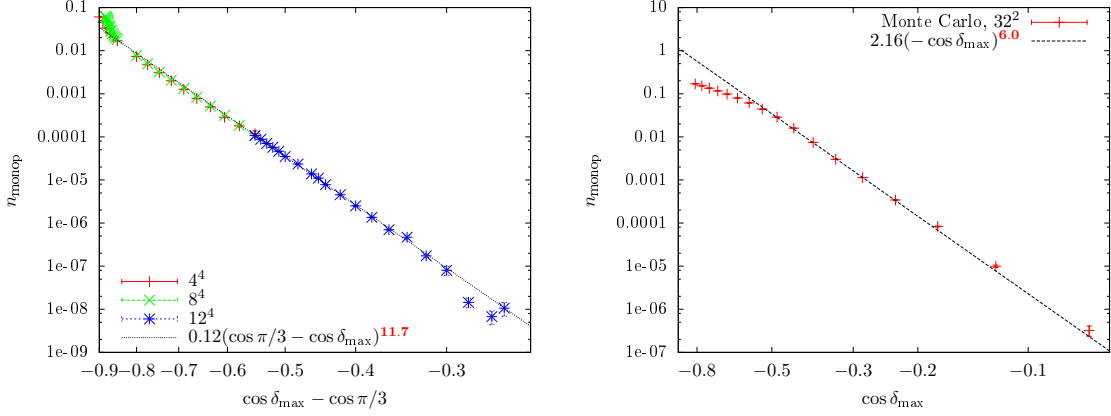 0.1
0.01
0.001
0.0001
1e-05
1e-06
1e-07
1e-08
1e-09
n_monop
4^4
8^4
12^4
0.12(cos π/3 − cos δ_max)^11.7
−0.9 −0.8 −0.7 −0.6 −0.5 −0.4 −0.3
cos δ_max − cos π/3
10
1
0.1
0.01
0.001
0.0001
1e-05
1e-06
1e-07
n_monop
Monte Carlo, 32^2
2.16(− cos δ_max)^6.0
−0.8 −0.5 −0.3 −0.2 −0.1
cos δ_max